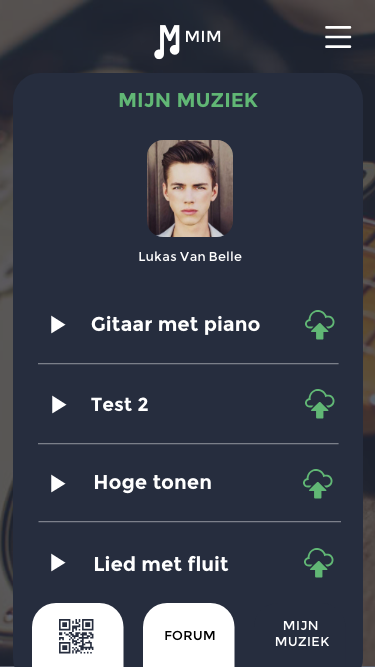 MIM
MIJN MUZIEK
Lukas Van Belle
Gitaar met piano
Test 2
Hoge tonen
Lied met fluit
FORUM
MIJN
MUZIEK